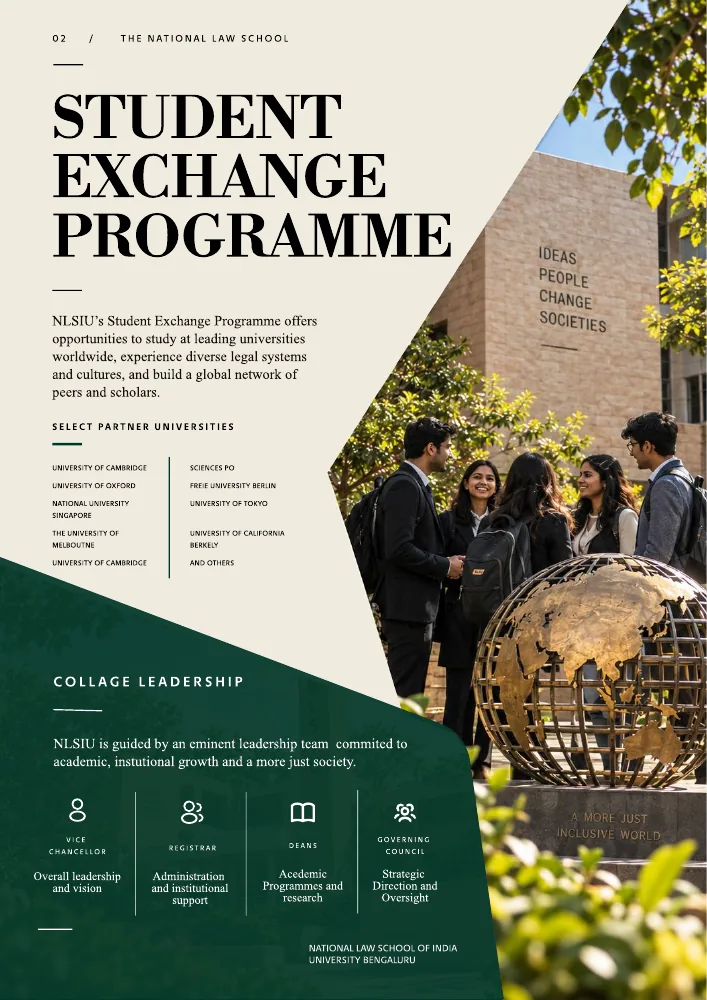 02 / THE NATIONAL LAW SCHOOL
STUDENT
EXCHANGE
PROGRAMME
IDEAS
PEOPLE
CHANGE
SOCIETIES
NLSIU's Student Exchange Programme offers
opportunities to study at leading universities
worldwide, experience diverse legal systems
and cultures, and build a global network of
peers and scholars.
SELECT PARTNER UNIVERSITIES
UNIVERSITY OF CAMBRIDGE
UNIVERSITY OF OXFORD
NATIONAL UNIVERSITY
SINGAPORE
THE UNIVERSITY OF
MELBOUTNE
UNIVERSITY OF CAMBRIDGE
SCIENCES PO
FREIE UNIVERSITY BERLIN
UNIVERSITY OF TOKYO
UNIVERSITY OF CALIFORNIA
BERKELY
AND OTHERS
COLLAGE LEADERSHIP
NLSIU is guided by an eminent leadership team commited to
academic, instutional growth and a more just society.
VICE
CHANCELLOR
Overall leadership
and vision
REGISTRAR
Administration
and institutional
support
DEANS
Acedemic
Programmes and
research
GOVERNING
COUNCIL
Strategic
Direction and
Oversight
A MORE JUST
INCLUSIVE WORLD
NATIONAL LAW SCHOOL OF INDIA
UNIVERSITY BENGALURU